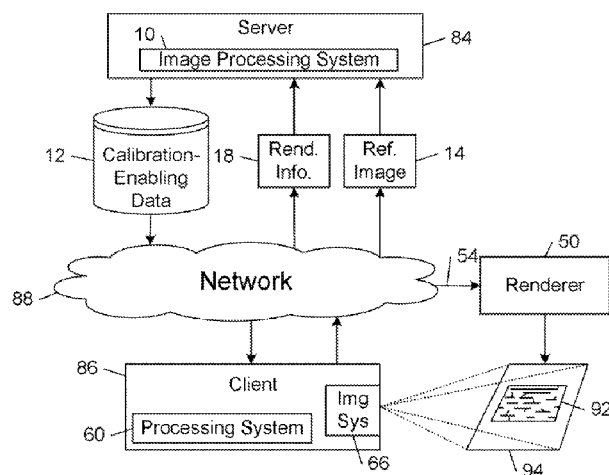 Server
10
Image Processing System
84
12
Calibration-
Enabling
Data
18
Rend.
Info.
Ref.
Image
14
Network
88
54
50
Renderer
86
Client
60
Processing System
Img
Sys
66
92
94